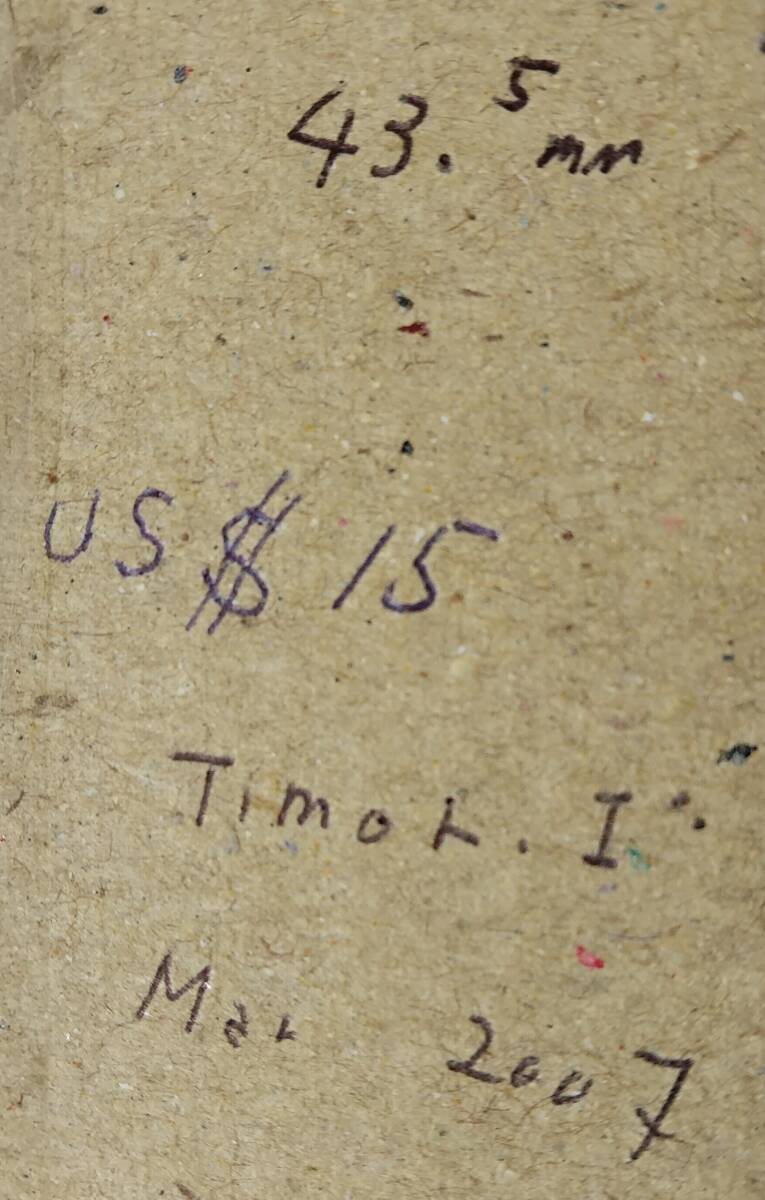 43.5 mm
US $ 15
Timor. I
Mar 2007